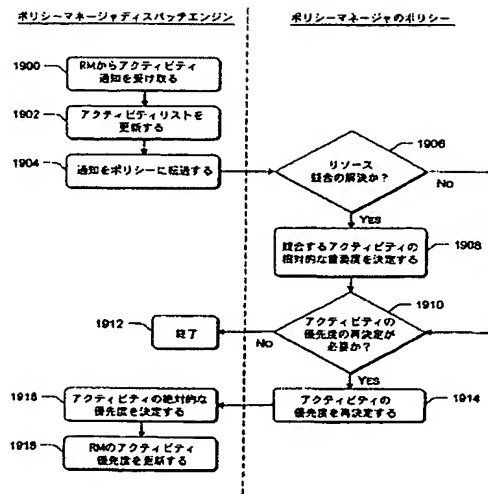 ポリシーマネージャディスパッチエンジン
ポリシーマネージャのポリシー
1900
RMからアクティビティ
通知を受け取る
1902
アクティビティリストを
更新する
1904
通知をポリシーに転送する
1906
リソース
競合の解決か?
NO
YES
競合するアクティビティの
相対的な重要度を決定する
1908
1910
アクティビティの
優先度の再決定が
必要か?
1912
終了
NO
YES
アクティビティの
優先度を再決定する
1914
1916
アクティビティの絶対的な
優先度を決定する
1918
RMのアクティビティ
優先度を更新する